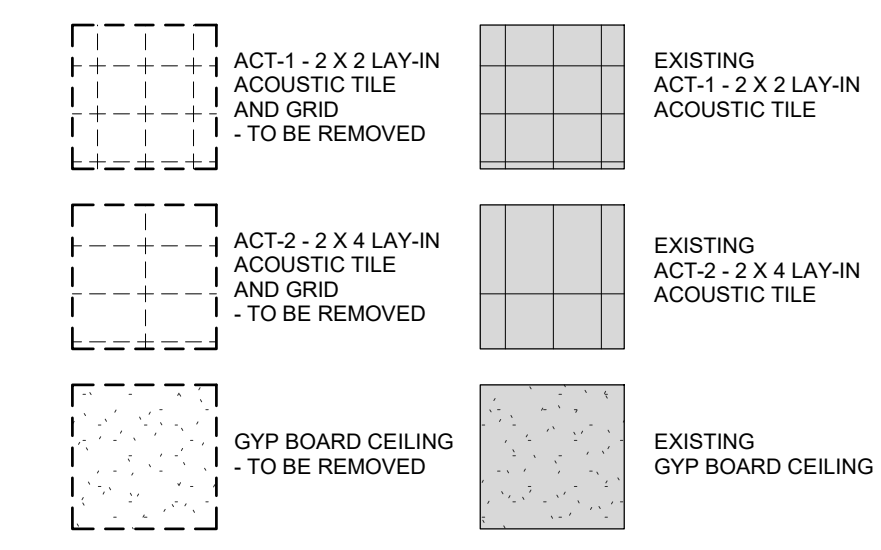 ACT-1 - 2 X 2 LAY-IN
ACOUSTIC TILE
AND GRID
- TO BE REMOVED
EXISTING
ACT-1 - 2 X 2 LAY-IN
ACOUSTIC TILE
ACT-2 - 2 X 4 LAY-IN
ACOUSTIC TILE
AND GRID
- TO BE REMOVED
EXISTING
ACT-2 - 2 X 4 LAY-IN
ACOUSTIC TILE
GYP BOARD CEILING
- TO BE REMOVED
EXISTING
GYP BOARD CEILING